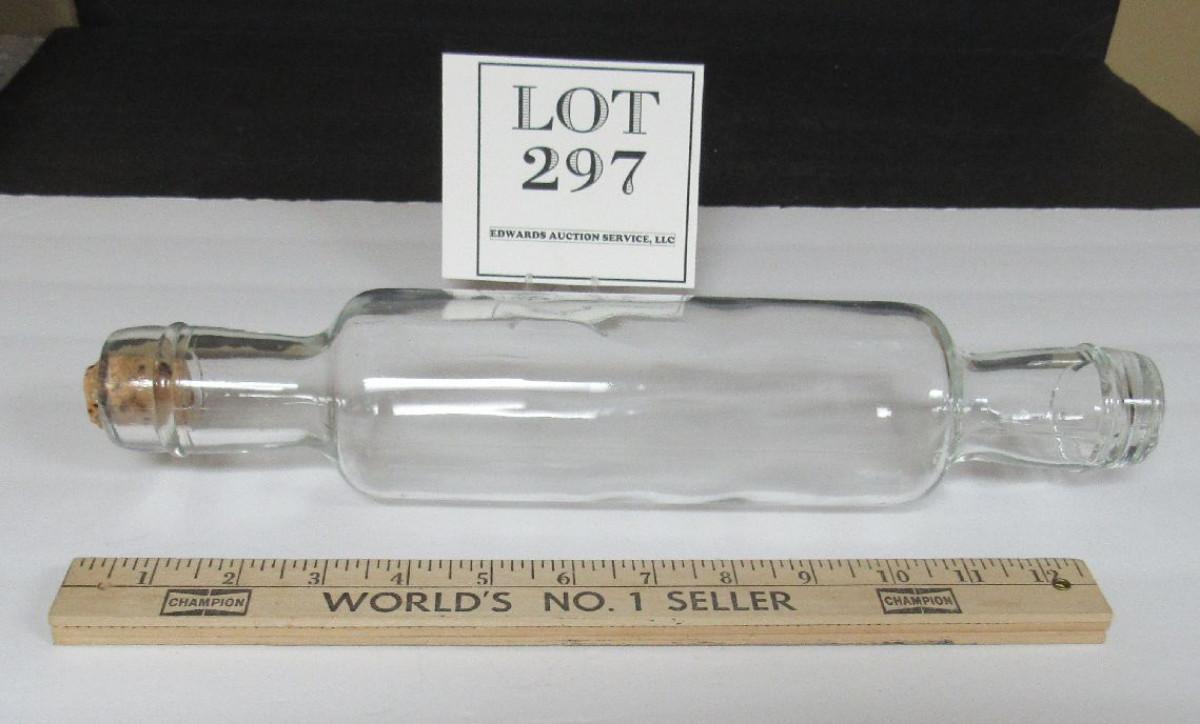 LOT
297
EDWARDS AUCTION SERVICE, LLC
1 2 3 4 5 6 7 8 9 10 11 12
CHAMPION WORLD'S NO. 1 SELLER CHAMPION